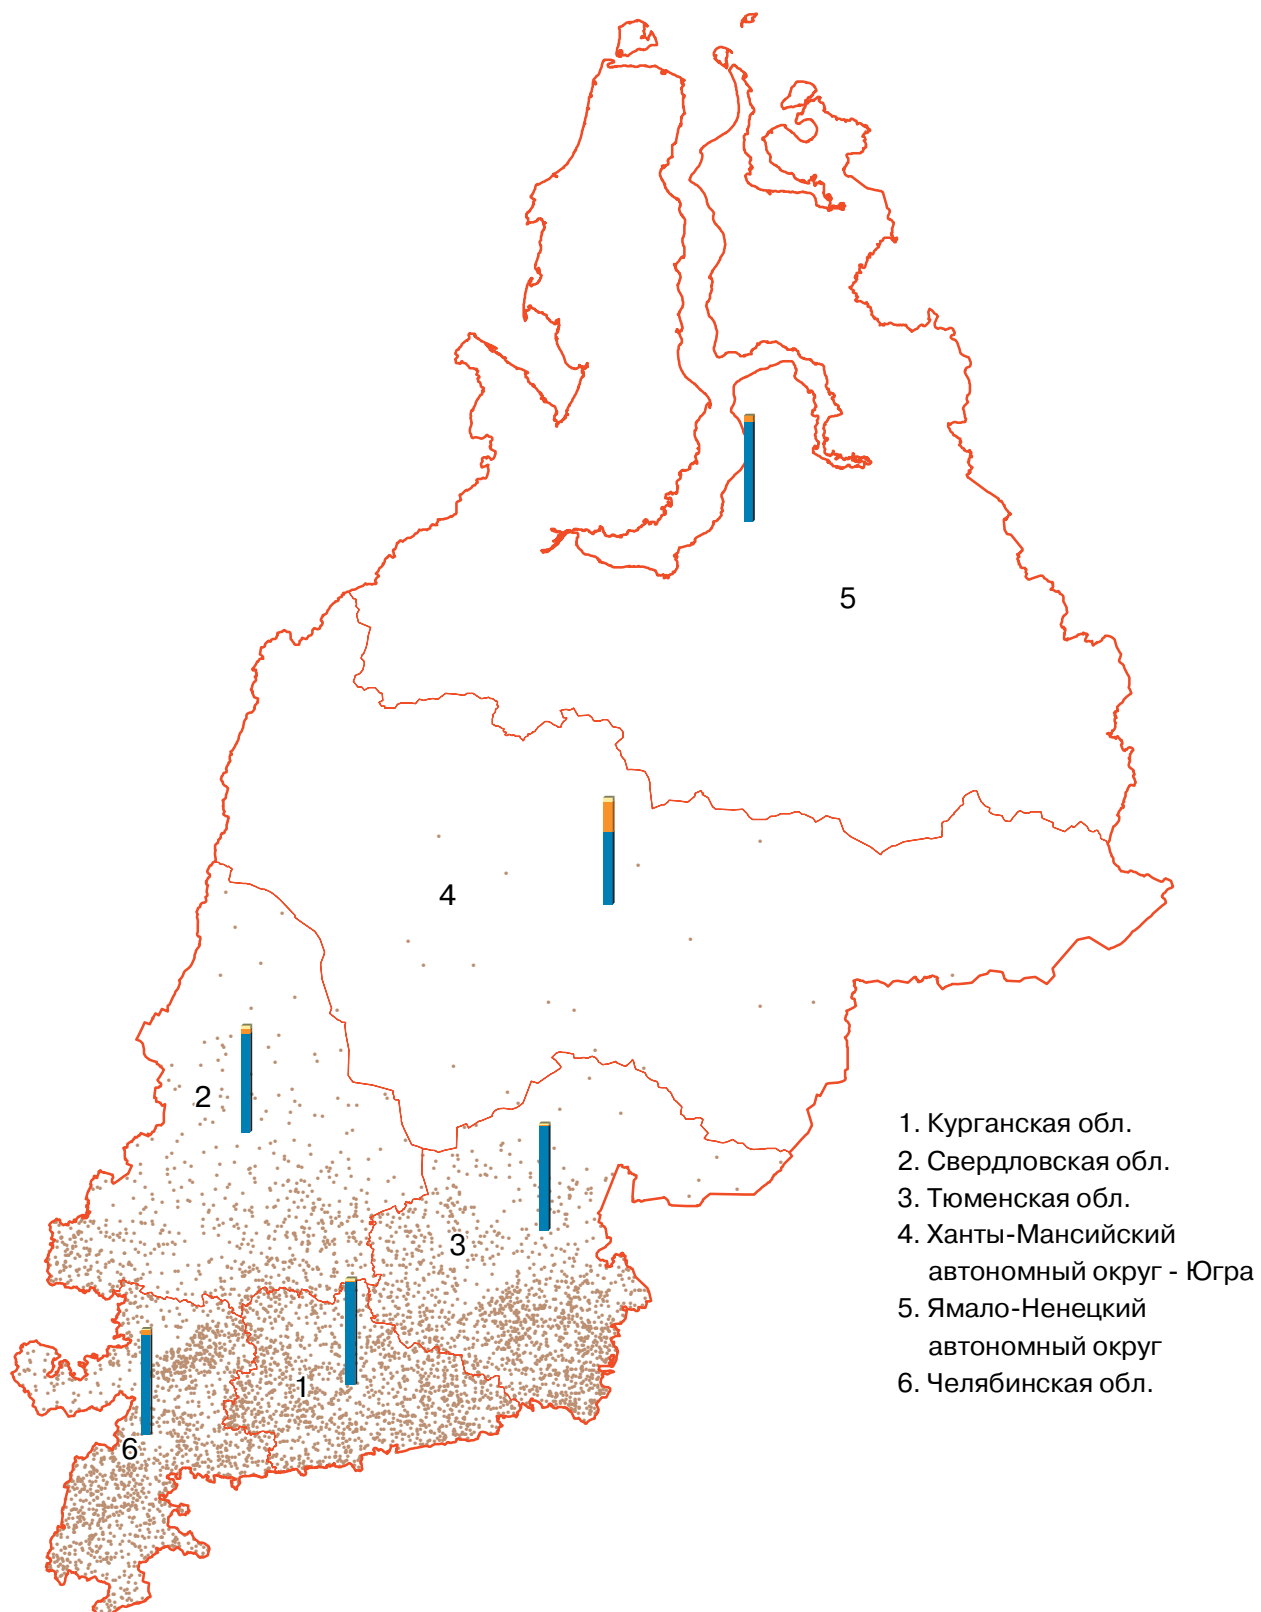 5
4
2
3
1
6
1. Курганская обл.
2. Свердловская обл.
3. Тюменская обл.
4. Ханты-Мансийский
автономный округ - Югра
5. Ямало-Ненецкий
автономный округ
6. Челябинская обл.